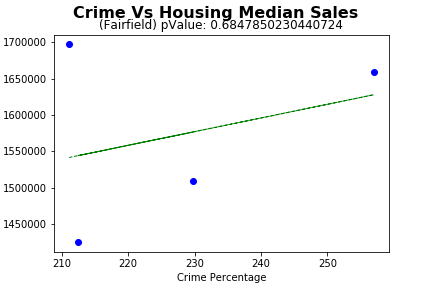 Crime Vs Housing Median Sales
(Fairfield) pValue: 0.6847850230440724
1700000
1650000
1600000
1550000
1500000
1450000
210 220 230 240 250
Crime Percentage